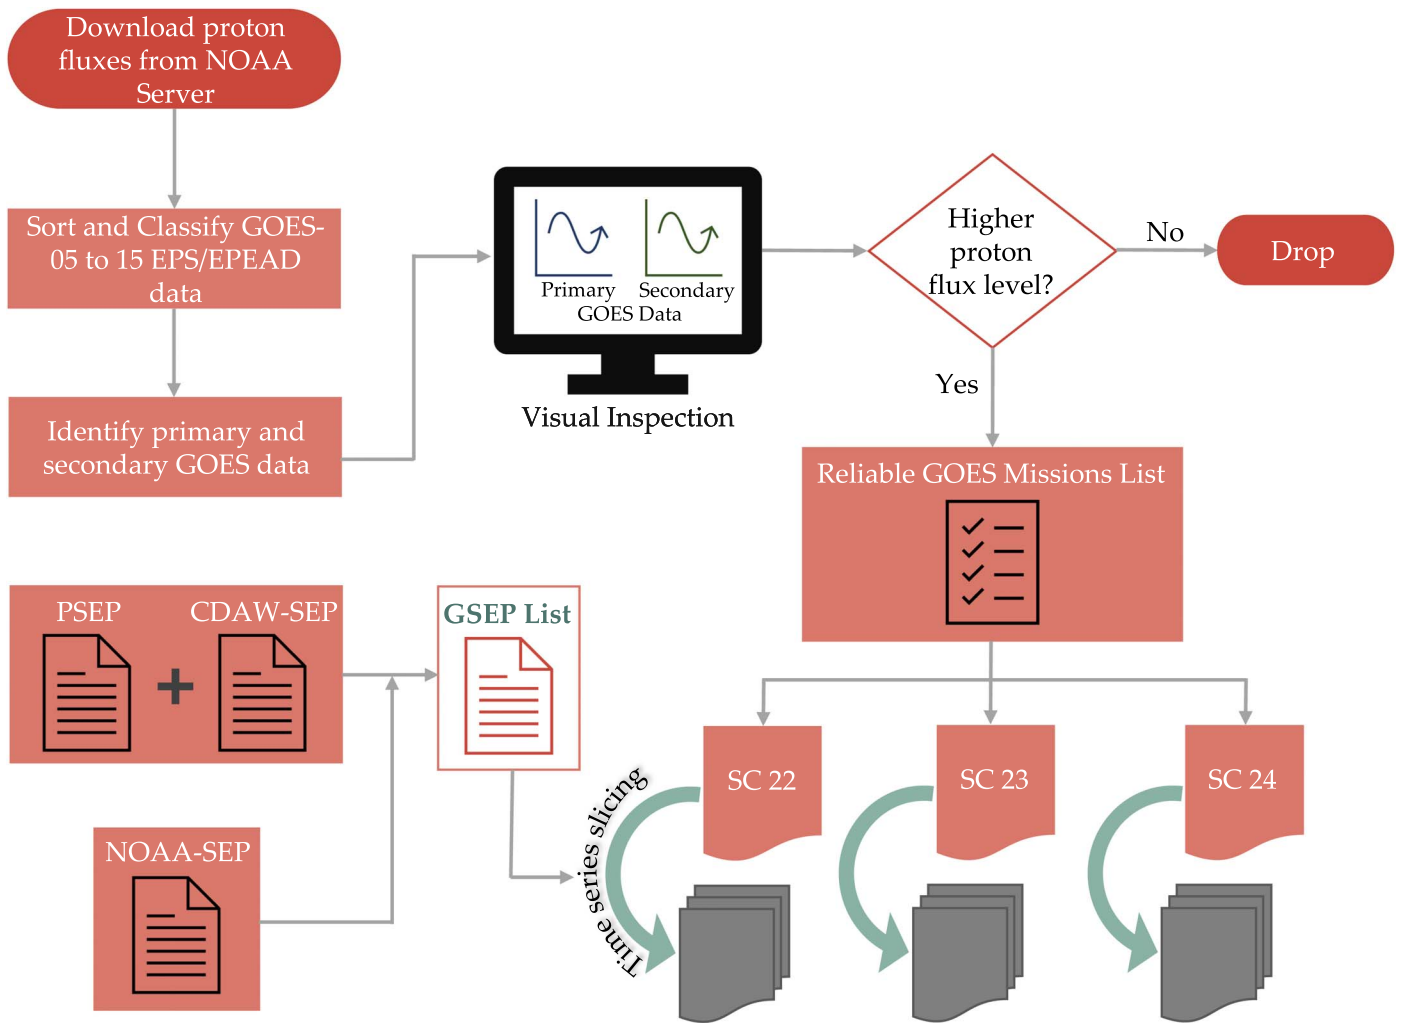 Download proton
fluxes from NOAA
Server
Sort and Classify GOES-
05 to 15 EPS/EPEAD
data
Identify primary and
secondary GOES data
Primary
Secondary
GOES Data
Visual Inspection
Higher
proton
flux level?
No
Drop
Yes
Reliable GOES Missions List
PSEP
CDAW-SEP
GSEP List
NOAA-SEP
Time series slicing
SC 22
SC 23
SC 24